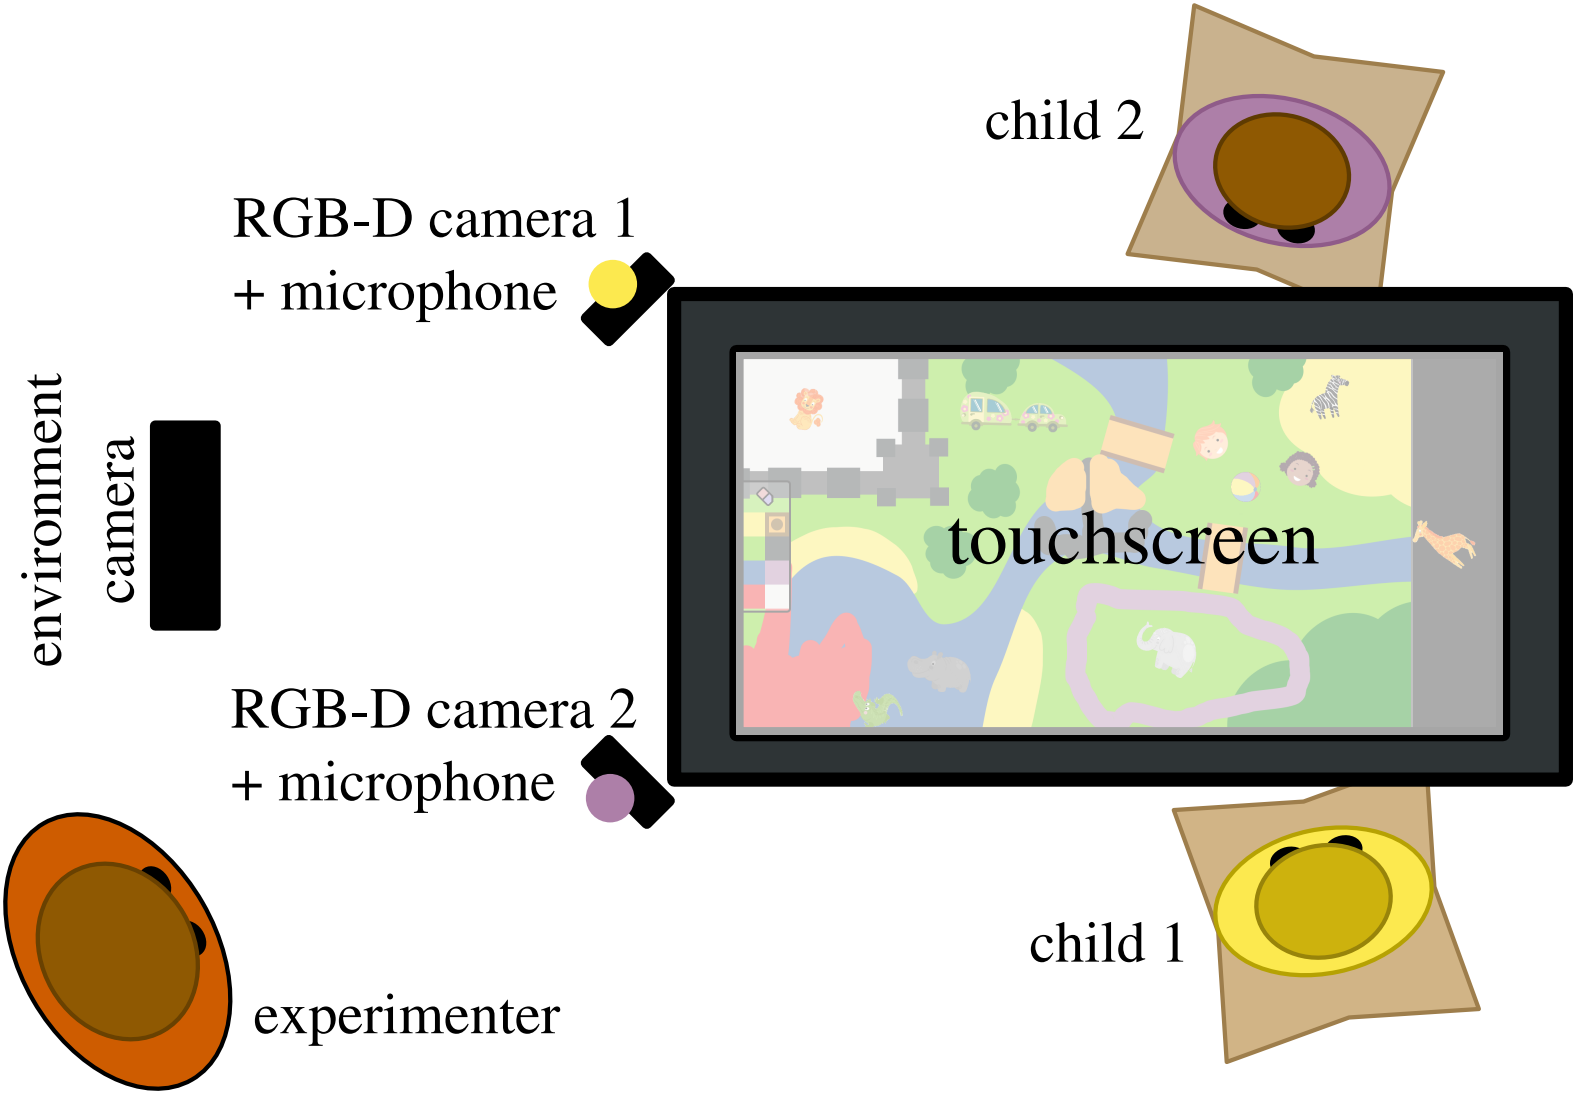 child 2
RGB-D camera 1
+ microphone
environment
camera
touchscreen
RGB-D camera 2
+ microphone
child 1
experimenter